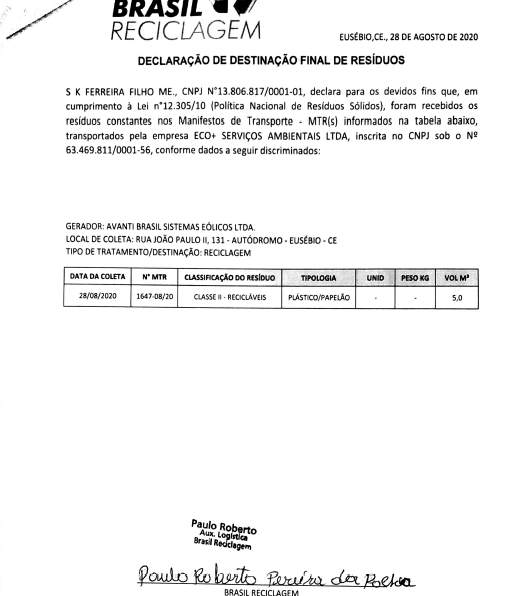 BRASIL
RECICLAGEM
EUSÉBIO,CE., 28 DE AGOSTO DE 2020
DECLARAÇÃO DE DESTINAÇÃO FINAL DE RESÍDUOS
S K FERREIRA FILHO ME., CNPJ N°13.806.817/0001-01, declara para os devidos fins que, em
cumprimento à Lei n°12.305/10 (Política Nacional de Resíduos Sólidos), foram recebidos os
resíduos constantes nos Manifestos de Transporte - MTR(s) informados na tabela abaixo,
transportados pela empresa ECO+ SERVIÇOS AMBIENTAIS LTDA, inscrita no CNPJ sob o Nº
63.469.811/0001-56, conforme dados a seguir discriminados:
GERADOR: AVANTI BRASIL SISTEMAS EÓLICOS LTDA.
LOCAL DE COLETA: RUA JOÃO PAULO II, 131 - AUTÓDROMO - EUSÉBIO - CE
TIPO DE TRATAMENTO/DESTINAÇÃO: RECICLAGEM
DATA DA COLETA N° MTR CLASSIFICAÇÃO DO RESÍDUO TIPOLOGIA UNID PESO KG VOL M³
28/08/2020 1647-08/20 CLASSE II - RECICLÁVEIS PLÁSTICO/PAPELÃO - - 5,0
Paulo Roberto
Aux. Logística
Brasil Reciclagem
Paulo Roberto Pereira da
BRASIL RECICLAGEM